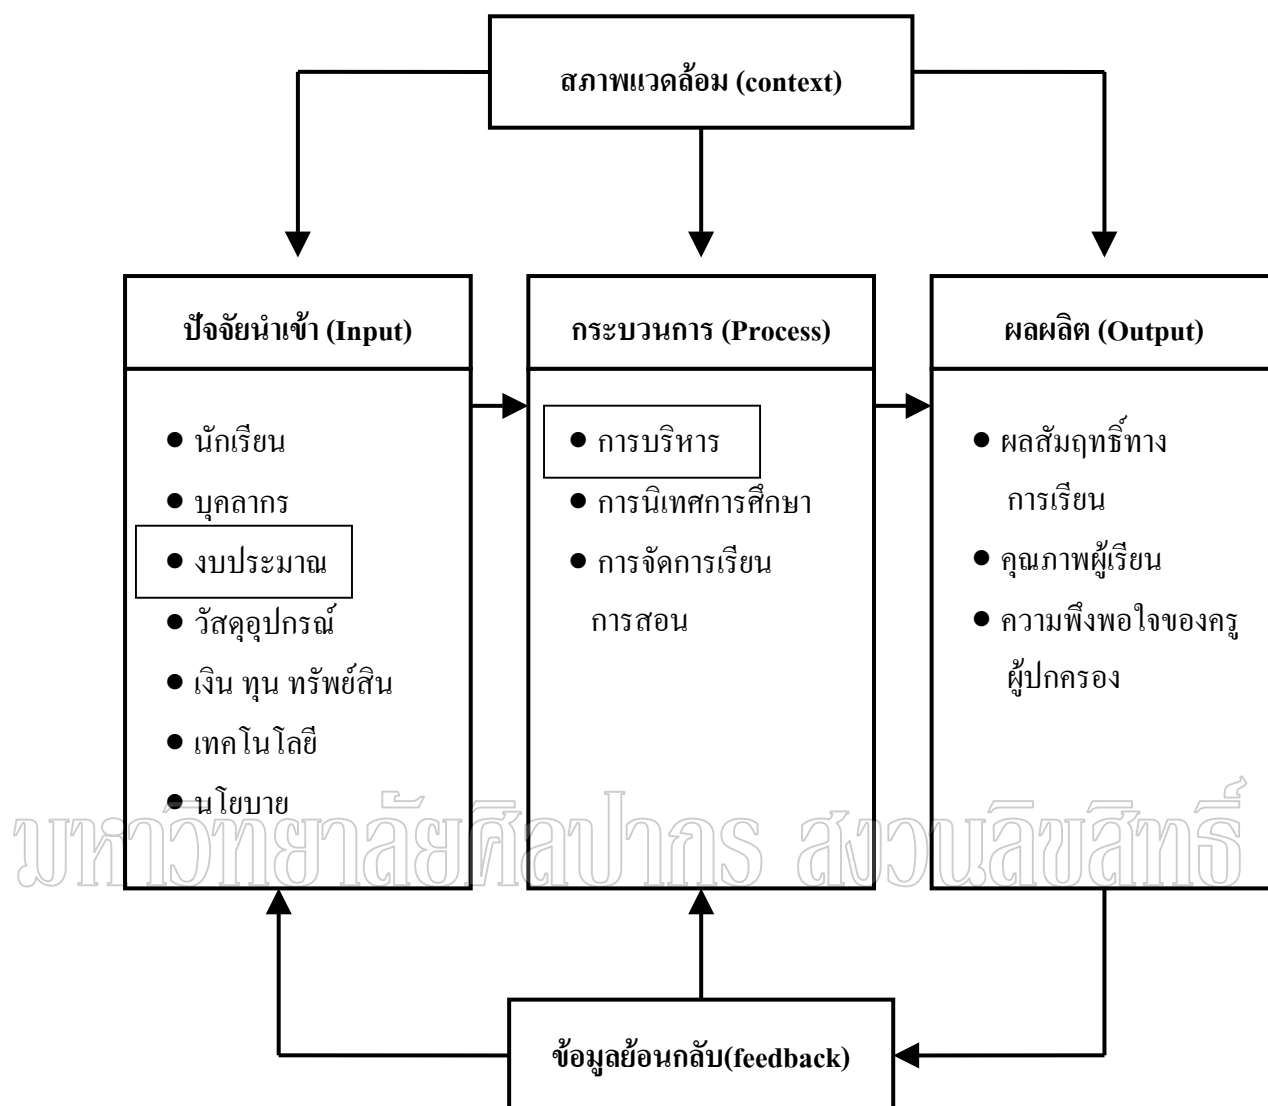 สภาพแวดล้อม (context)
ปัจจัยนำเข้า (Input)
● นักเรียน
● บุคลากร
● งบประมาณ
● วัสดุอุปกรณ์
● เงิน ทุน ทรัพย์สิน
● เทคโนโลยี
● นโยบาย
กระบวนการ (Process)
● การบริหาร
● การนิเทศการศึกษา
● การจัดการเรียน
การสอน
ผลผลิต (Output)
● ผลสัมฤทธิ์ทาง
การเรียน
● คุณภาพผู้เรียน
● ความพึงพอใจของครู
ผู้ปกครอง
มหาวิทยาลัยศิลปากร สงวนลิขสิทธิ์
ข้อมูลย้อนกลับ(feedback)